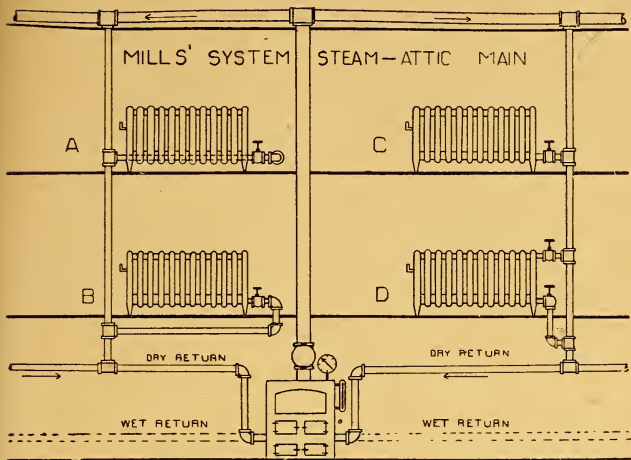 MILLS' SYSTEM STEAM-ATTIC MAIN
A
C
B
D
DRY RETURN
DRY RETURN
WET RETURN
WET RETURN